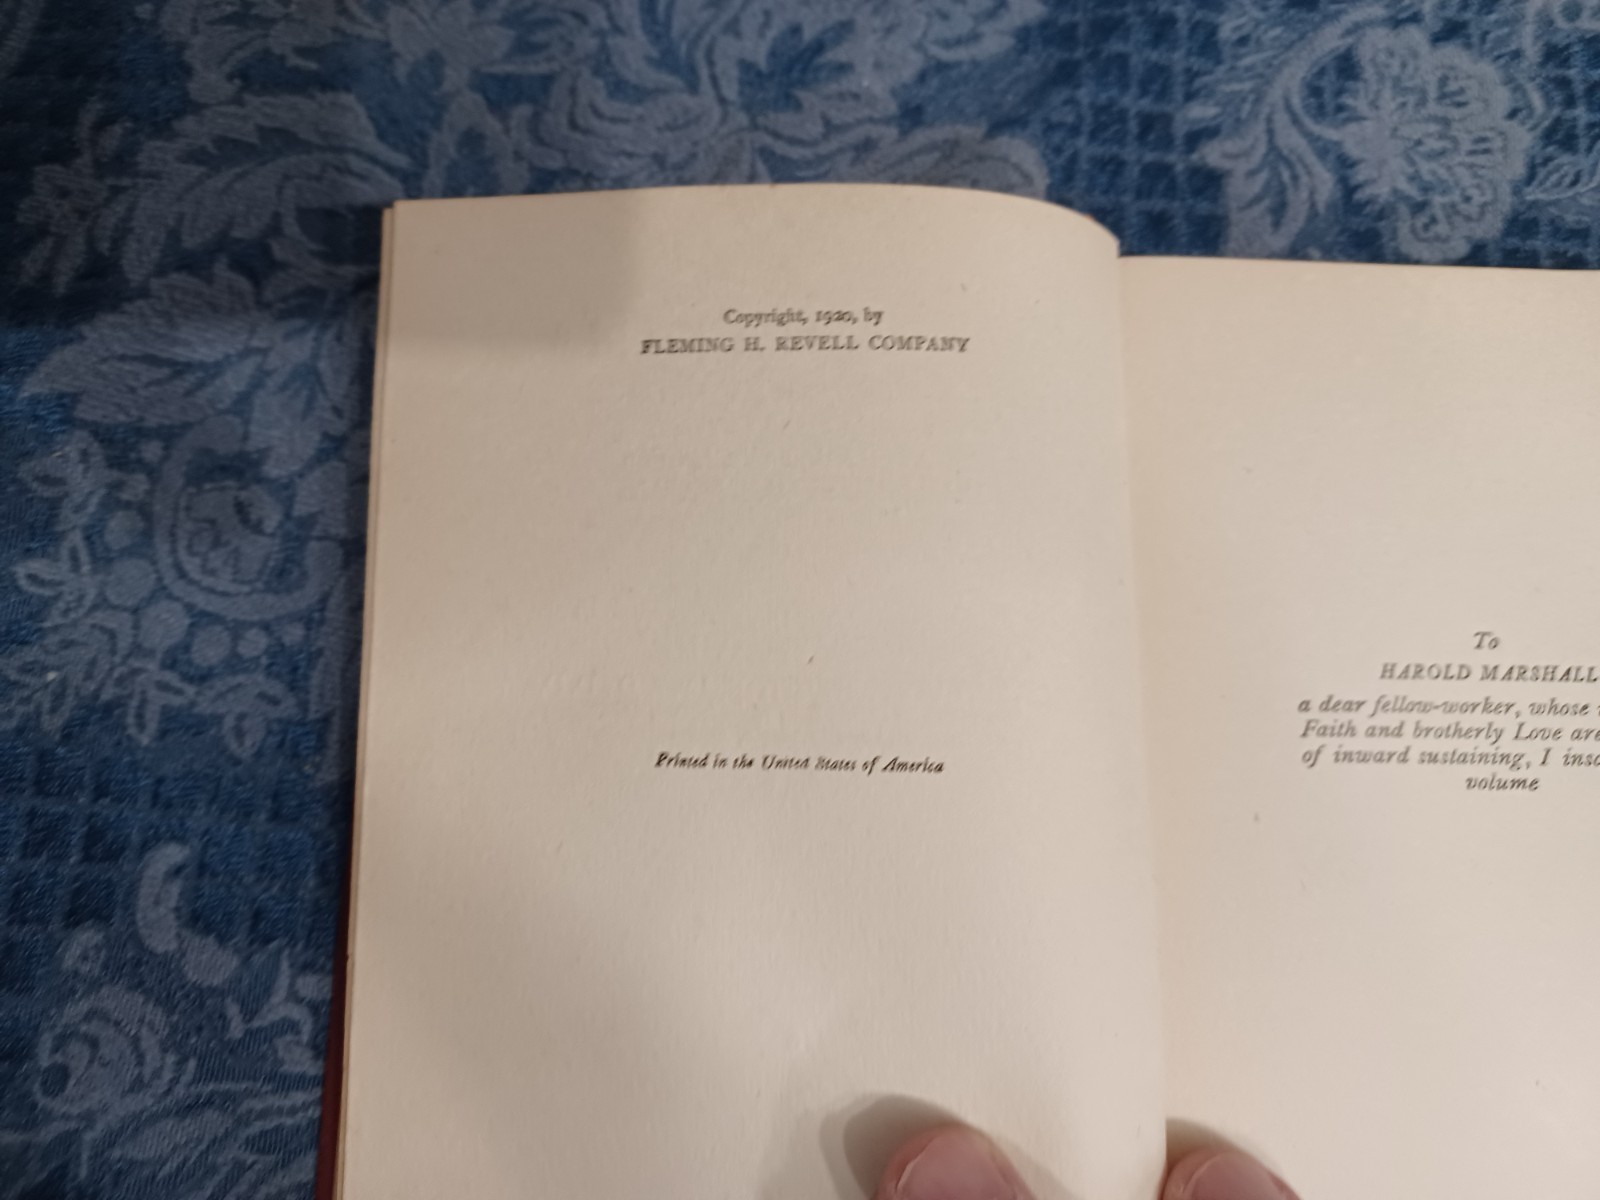 Copyright, 1920, by
FLEMING H. REVELL COMPANY
Printed in the United States of America
To
HAROLD MARSHALL
a dear fellow-worker, whose
Faith and brotherly Love are
of inward sustaining, I
volume